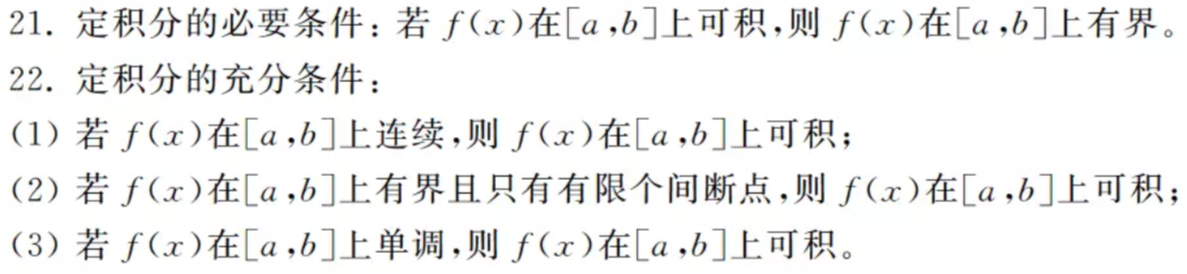 21. 定积分的必要条件：若 f(x)在[a,b]上可积,则 f(x)在[a,b]上有界。
22. 定积分的充分条件：
(1) 若 f(x)在[a,b]上连续,则 f(x)在[a,b]上可积；
(2) 若 f(x)在[a,b]上有界且只有有限个间断点,则 f(x)在[a,b]上可积；
(3) 若 f(x)在[a,b]上单调,则 f(x)在[a,b]上可积。